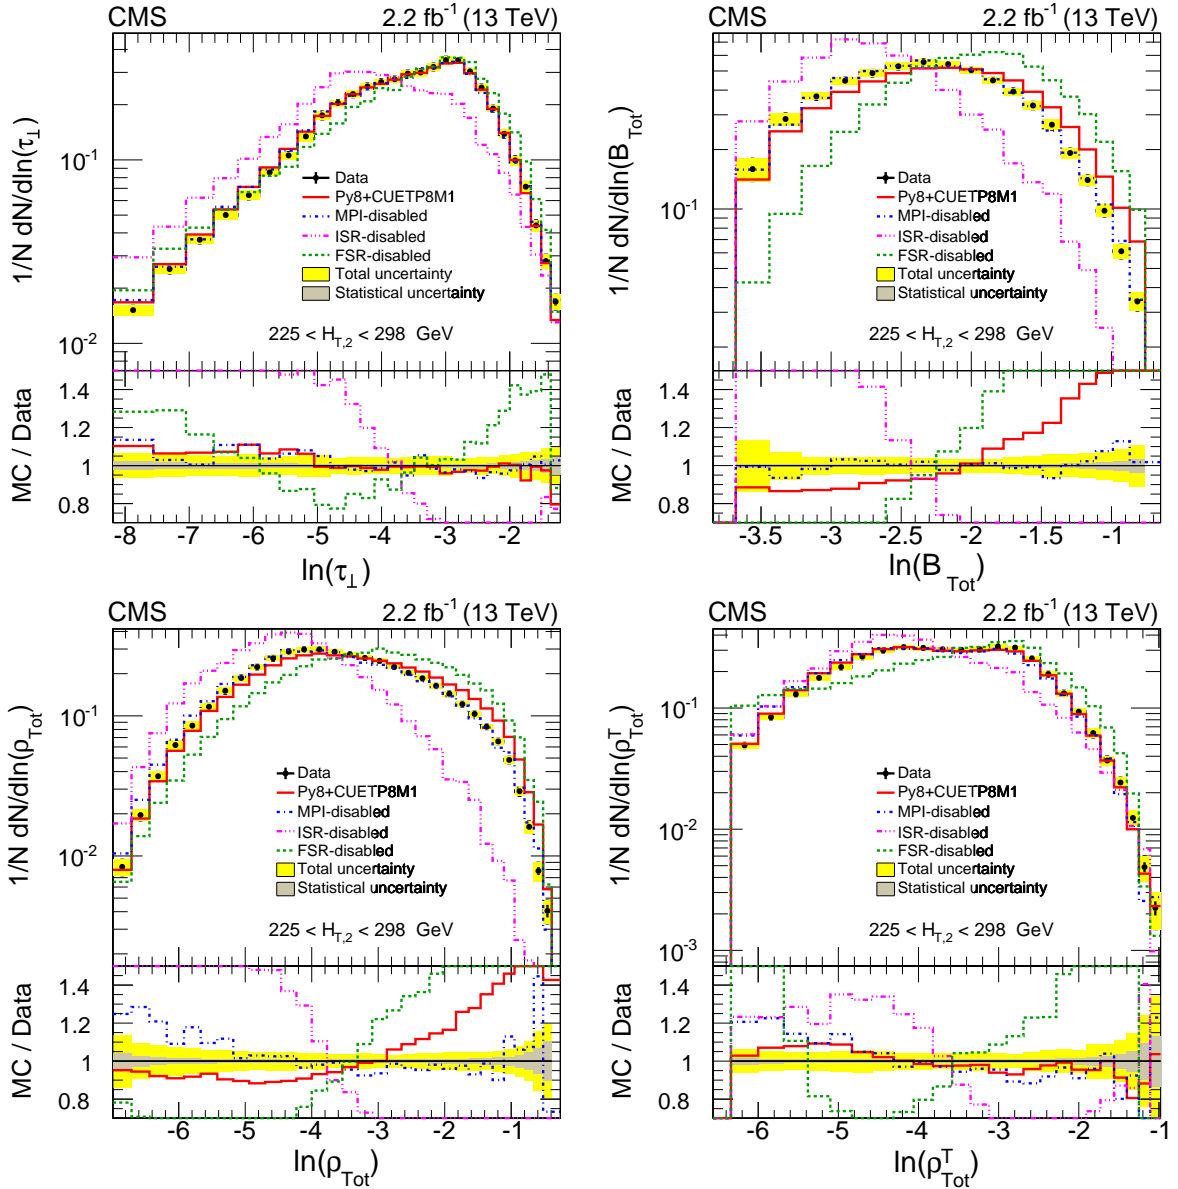 CMS 2.2 fb⁻¹ (13 TeV)
1/N dN/dln(τ⊥)
10⁻¹
10⁻²
Data
Py8+CUETP8M1
MPI-disabled
ISR-disabled
FSR-disabled
Total uncertainty
Statistical uncertainty
225 < H_T,2 < 298 GeV
MC / Data
1.4
1.2
1
0.8
-8 -7 -6 -5 -4 -3 -2
ln(τ⊥)
CMS 2.2 fb⁻¹ (13 TeV)
1/N dN/dln(B_Tot)
10⁻¹
Data
Py8+CUETP8M1
MPI-disabled
ISR-disabled
FSR-disabled
Total uncertainty
Statistical uncertainty
225 < H_T,2 < 298 GeV
MC / Data
1.4
1.2
1
0.8
-3.5 -3 -2.5 -2 -1.5 -1
ln(B_Tot)
CMS 2.2 fb⁻¹ (13 TeV)
1/N dN/dln(ρ_Tot)
10⁻¹
10⁻²
Data
Py8+CUETP8M1
MPI-disabled
ISR-disabled
FSR-disabled
Total uncertainty
Statistical uncertainty
225 < H_T,2 < 298 GeV
MC / Data
1.4
1.2
1
0.8
-6 -5 -4 -3 -2 -1
ln(ρ_Tot)
CMS 2.2 fb⁻¹ (13 TeV)
1/N dN/dln(ρ^T_Tot)
10⁻¹
10⁻²
10⁻³
Data
Py8+CUETP8M1
MPI-disabled
ISR-disabled
FSR-disabled
Total uncertainty
Statistical uncertainty
225 < H_T,2 < 298 GeV
MC / Data
1.4
1.2
1
0.8
-6 -5 -4 -3 -2 -1
ln(ρ^T_Tot)